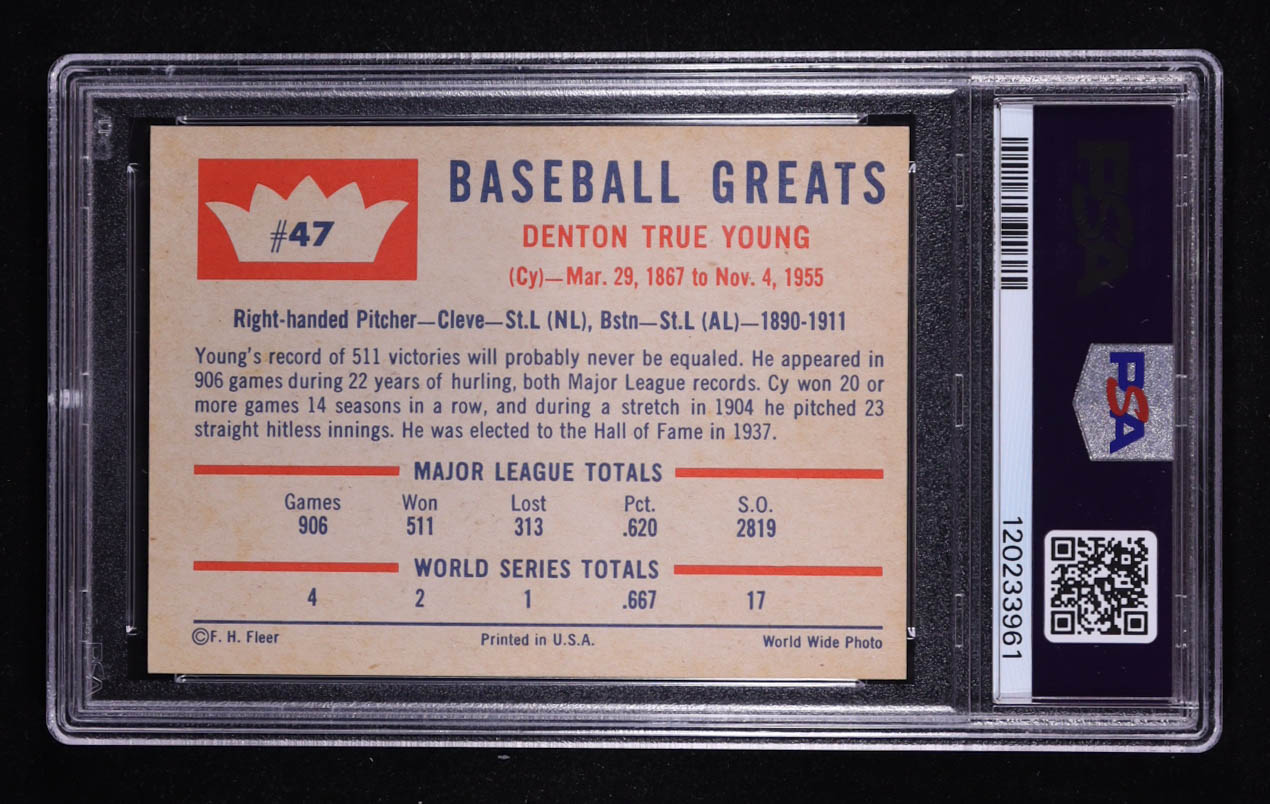 #47
BASEBALL GREATS
DENTON TRUE YOUNG
(Cy)—Mar. 29, 1867 to Nov. 4, 1955
Right-handed Pitcher—Cleve—St.L (NL), Bstn—St.L (AL)—1890-1911
Young's record of 511 victories will probably never be equaled. He appeared in
906 games during 22 years of hurling, both Major League records. Cy won 20 or
more games 14 seasons in a row, and during a stretch in 1904 he pitched 23
straight hitless innings. He was elected to the Hall of Fame in 1937.
MAJOR LEAGUE TOTALS
Games Won Lost Pct. S.O.
906 511 313 .620 2819
WORLD SERIES TOTALS
4 2 1 .667 17
©F. H. Fleer Printed in U.S.A. World Wide Photo
PSA
PSA
120233961